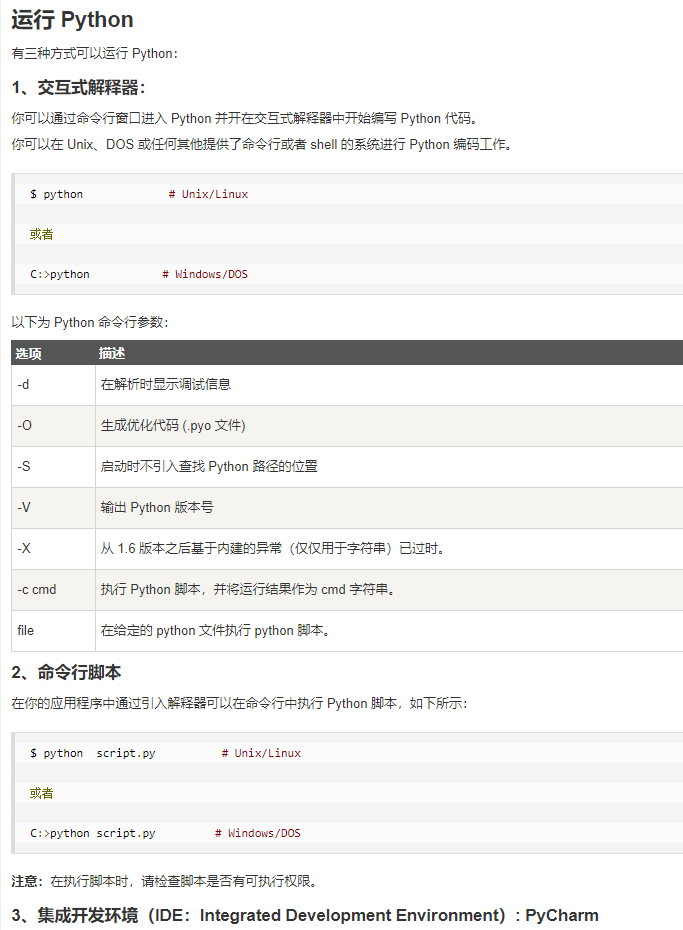 运行 Python
有三种方式可以运行 Python：
1、交互式解释器：
你可以通过命令行窗口进入 Python 并开在交互式解释器中开始编写 Python 代码。
你可以在 Unix、DOS 或任何其他提供了命令行或者 shell 的系统进行 Python 编码工作。
$ python             # Unix/Linux
或者
C:>python           # Windows/DOS
以下为 Python 命令行参数：
选项 描述
-d 在解析时显示调试信息
-O 生成优化代码 (.pyo 文件)
-S 启动时不引入查找 Python 路径的位置
-V 输出 Python 版本号
-X 从 1.6 版本之后基于内建的异常（仅仅用于字符串）已过时。
-c cmd 执行 Python 脚本，并将运行结果作为 cmd 字符串。
file 在给定的 python 文件执行 python 脚本。
2、命令行脚本
在你的应用程序中通过引入解释器可以在命令行中执行 Python 脚本，如下所示：
$ python  script.py          # Unix/Linux
或者
C:>python script.py         # Windows/DOS
注意：在执行脚本时，请检查脚本是否有可执行权限。
3、集成开发环境（IDE：Integrated Development Environment）: PyCharm